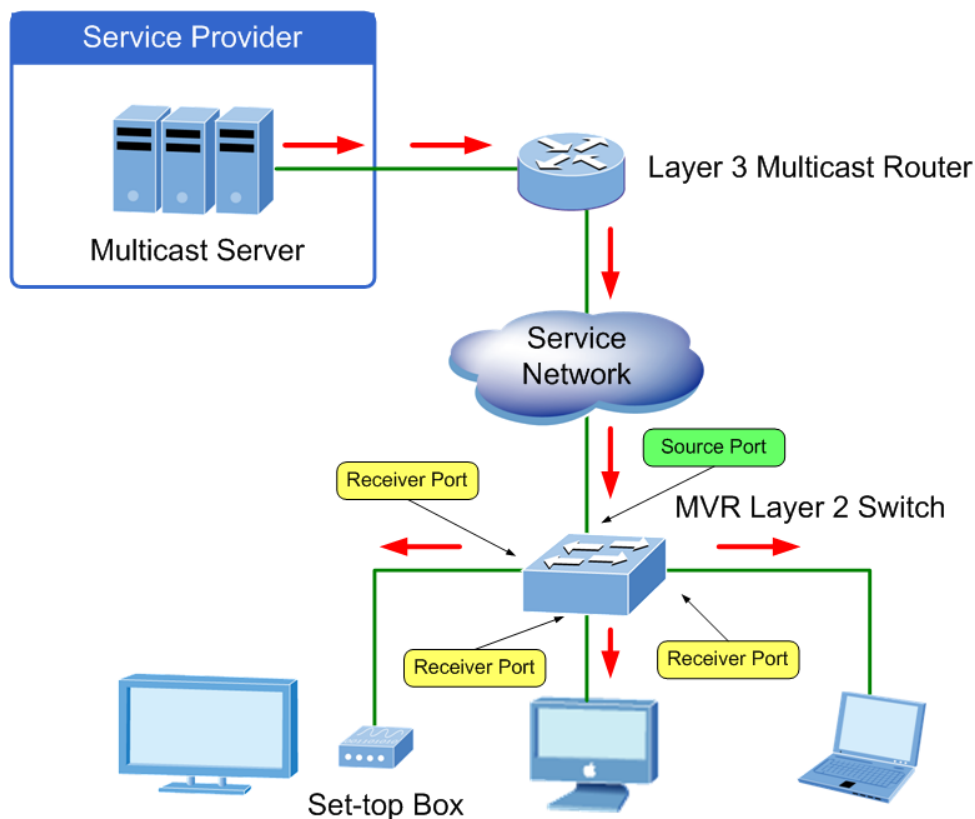 Service Provider
Multicast Server
Layer 3 Multicast Router
Service
Network
Source Port
Receiver Port
MVR Layer 2 Switch
Receiver Port
Receiver Port
Set-top Box